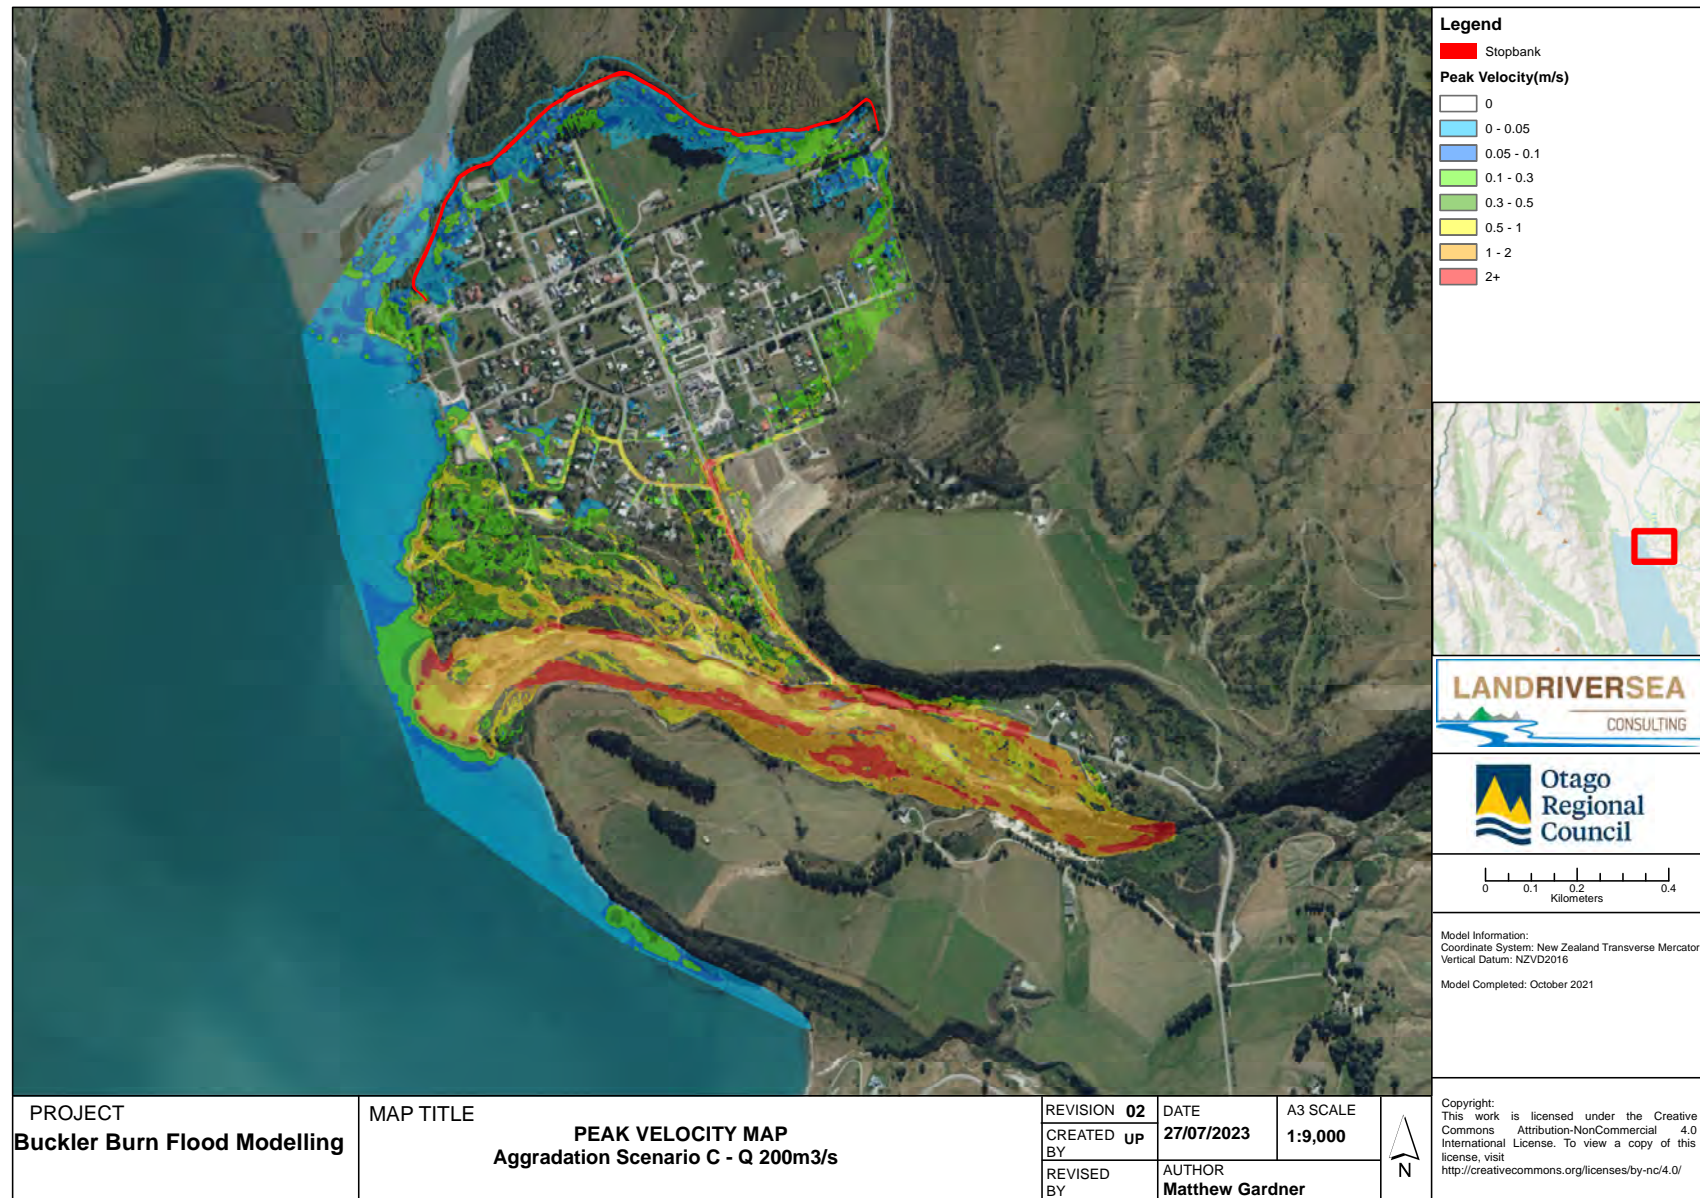 Legend
Stopbank
Peak Velocity(m/s)
0
0 - 0.05
0.05 - 0.1
0.1 - 0.3
0.3 - 0.5
0.5 - 1
1 - 2
2+
LANDRIVERSEA
CONSULTING
Otago
Regional
Council
0 0.1 0.2 0.4
Kilometers
Model Information:
Coordinate System: New Zealand Transverse Mercator
Vertical Datum: NZVD2016
Model Completed: October 2021
Copyright:
This work is licensed under the Creative
Commons Attribution-NonCommercial 4.0
International License. To view a copy of this
license, visit
http://creativecommons.org/licenses/by-nc/4.0/
PROJECT
Buckler Burn Flood Modelling
MAP TITLE
PEAK VELOCITY MAP
Aggradation Scenario C - Q 200m3/s
REVISION 02
CREATED BY UP
REVISED BY
DATE
27/07/2023
A3 SCALE
1:9,000
AUTHOR
Matthew Gardner
N